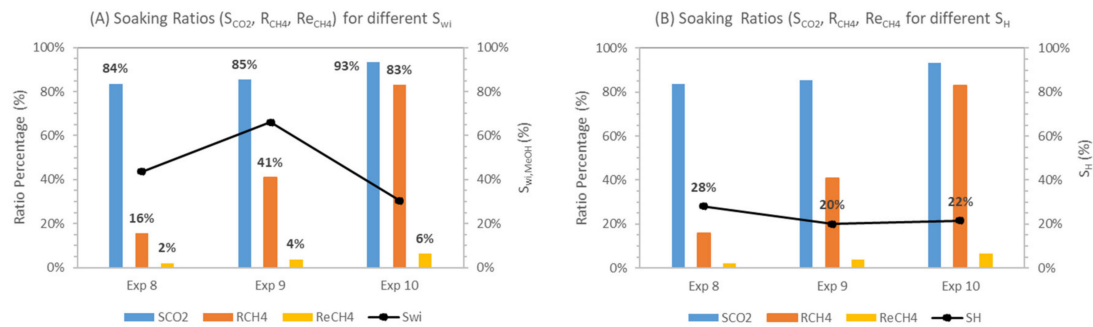 (A) Soaking Ratios (SCO2, RCH4, ReCH4) for different Swi
100%
80%
60%
40%
20%
0%
Ratio Percentage (%)
84%
16%
2%
85%
41%
4%
93%
83%
6%
100%
80%
60%
40%
20%
0%
Swi,MeOH (%)
Exp 8
Exp 9
Exp 10
SCO2
RCH4
ReCH4
Swi
(B) Soaking Ratios (SCO2, RCH4, ReCH4 for different SH
100%
80%
60%
40%
20%
0%
Ratio Percentage (%)
28%
20%
22%
100%
80%
60%
40%
20%
0%
SH (%)
Exp 8
Exp 9
Exp 10
SCO2
RCH4
ReCH4
SH